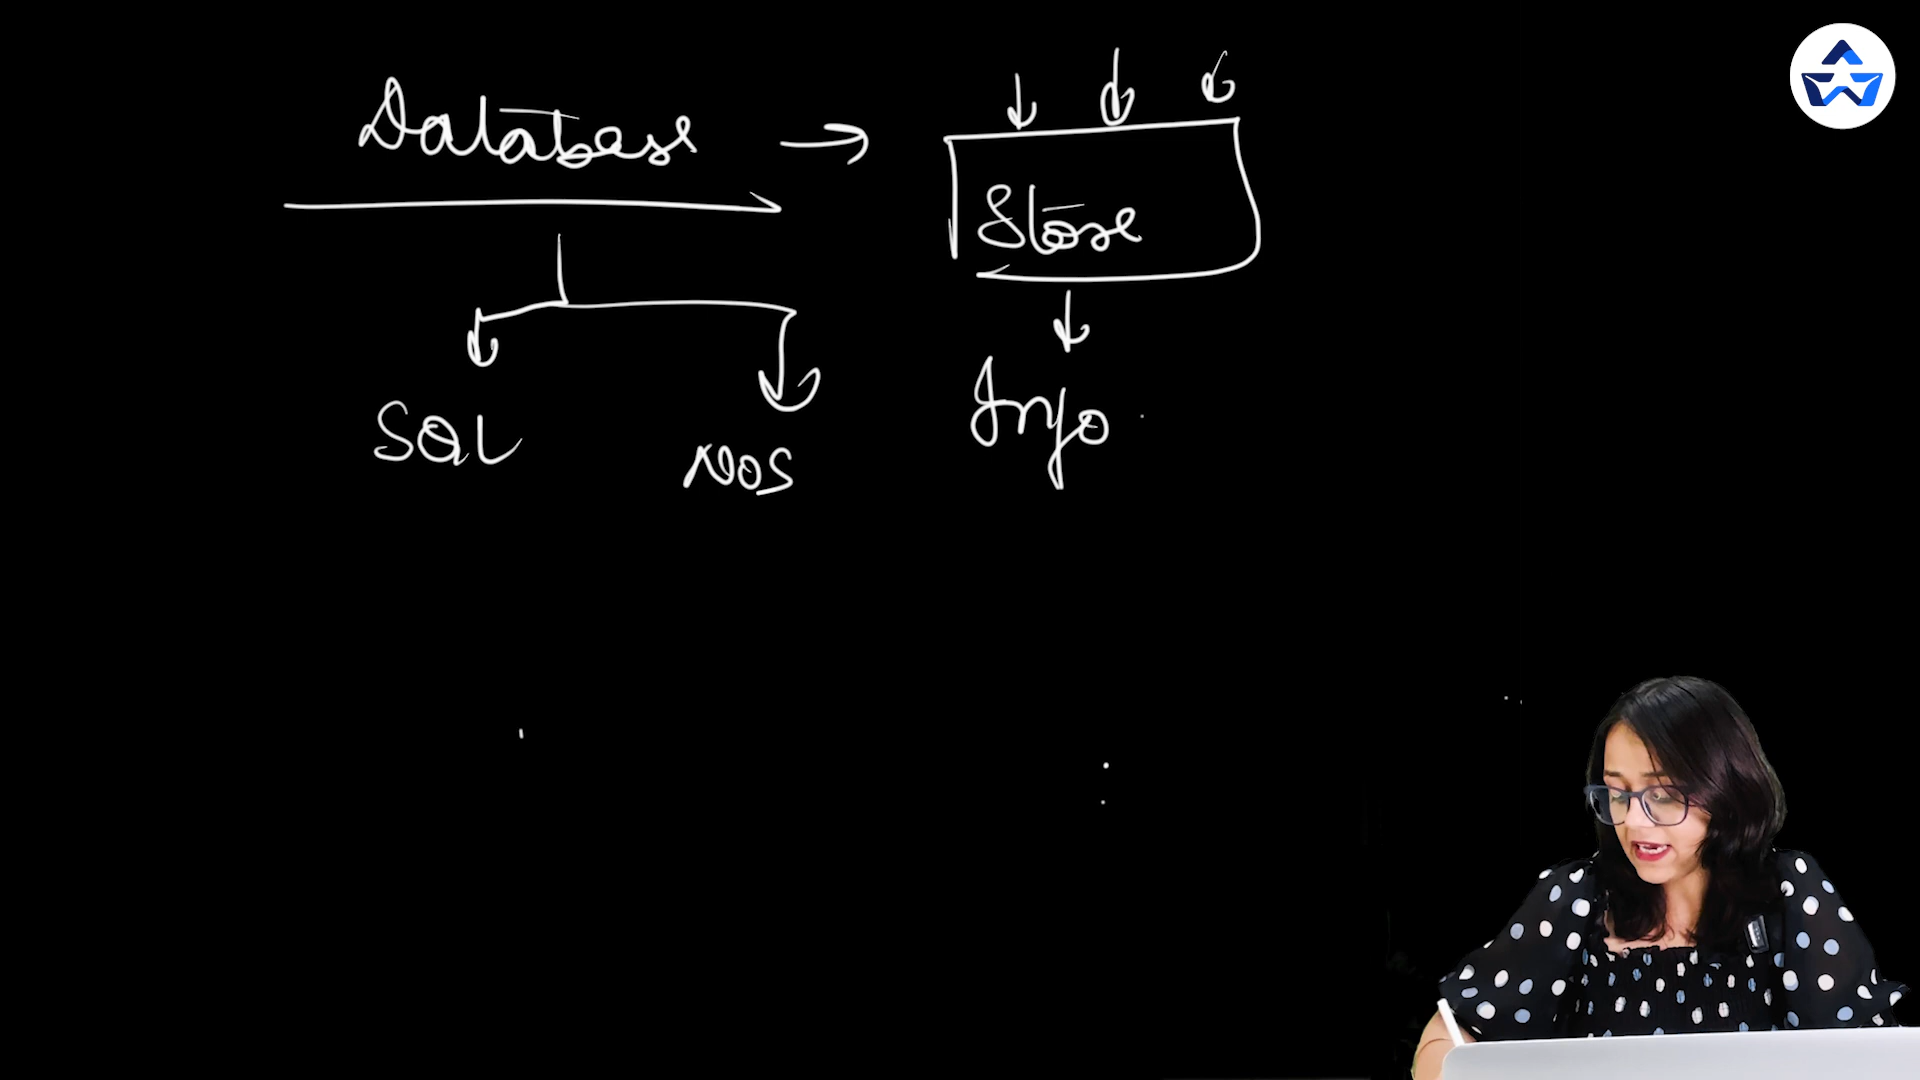 Database →
Store
Info
SQL
NOS